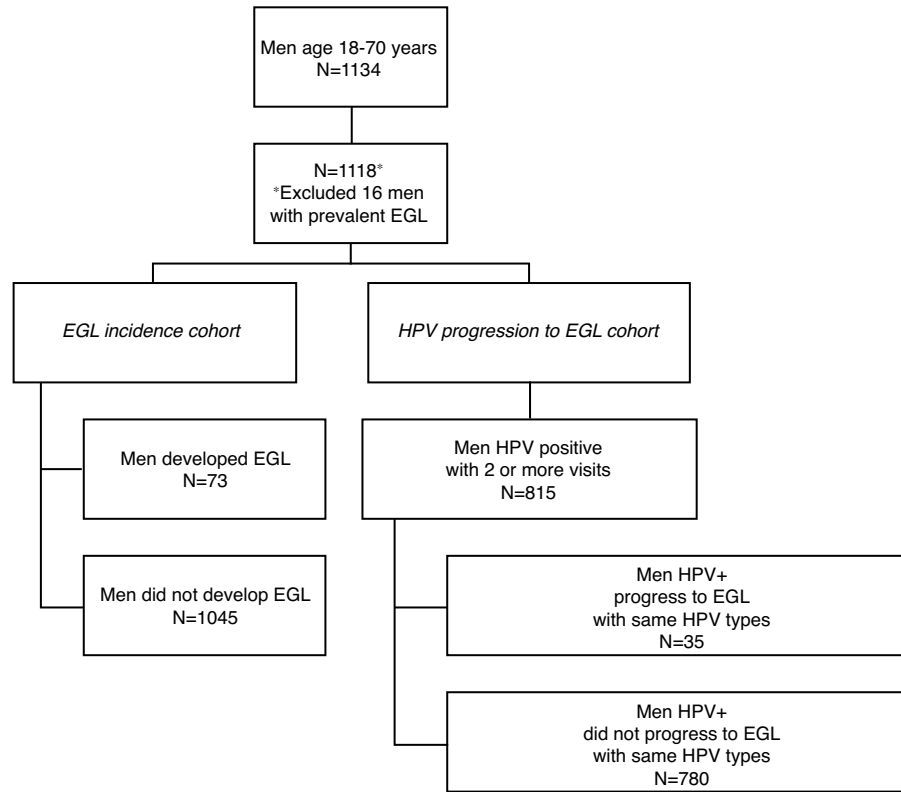 Men age 18-70 years
N=1134
N=1118*
*Excluded 16 men
with prevalent EGL
EGL incidence cohort
HPV progression to EGL cohort
Men developed EGL
N=73
Men HPV positive
with 2 or more visits
N=815
Men did not develop EGL
N=1045
Men HPV+
progress to EGL
with same HPV types
N=35
Men HPV+
did not progress to EGL
with same HPV types
N=780